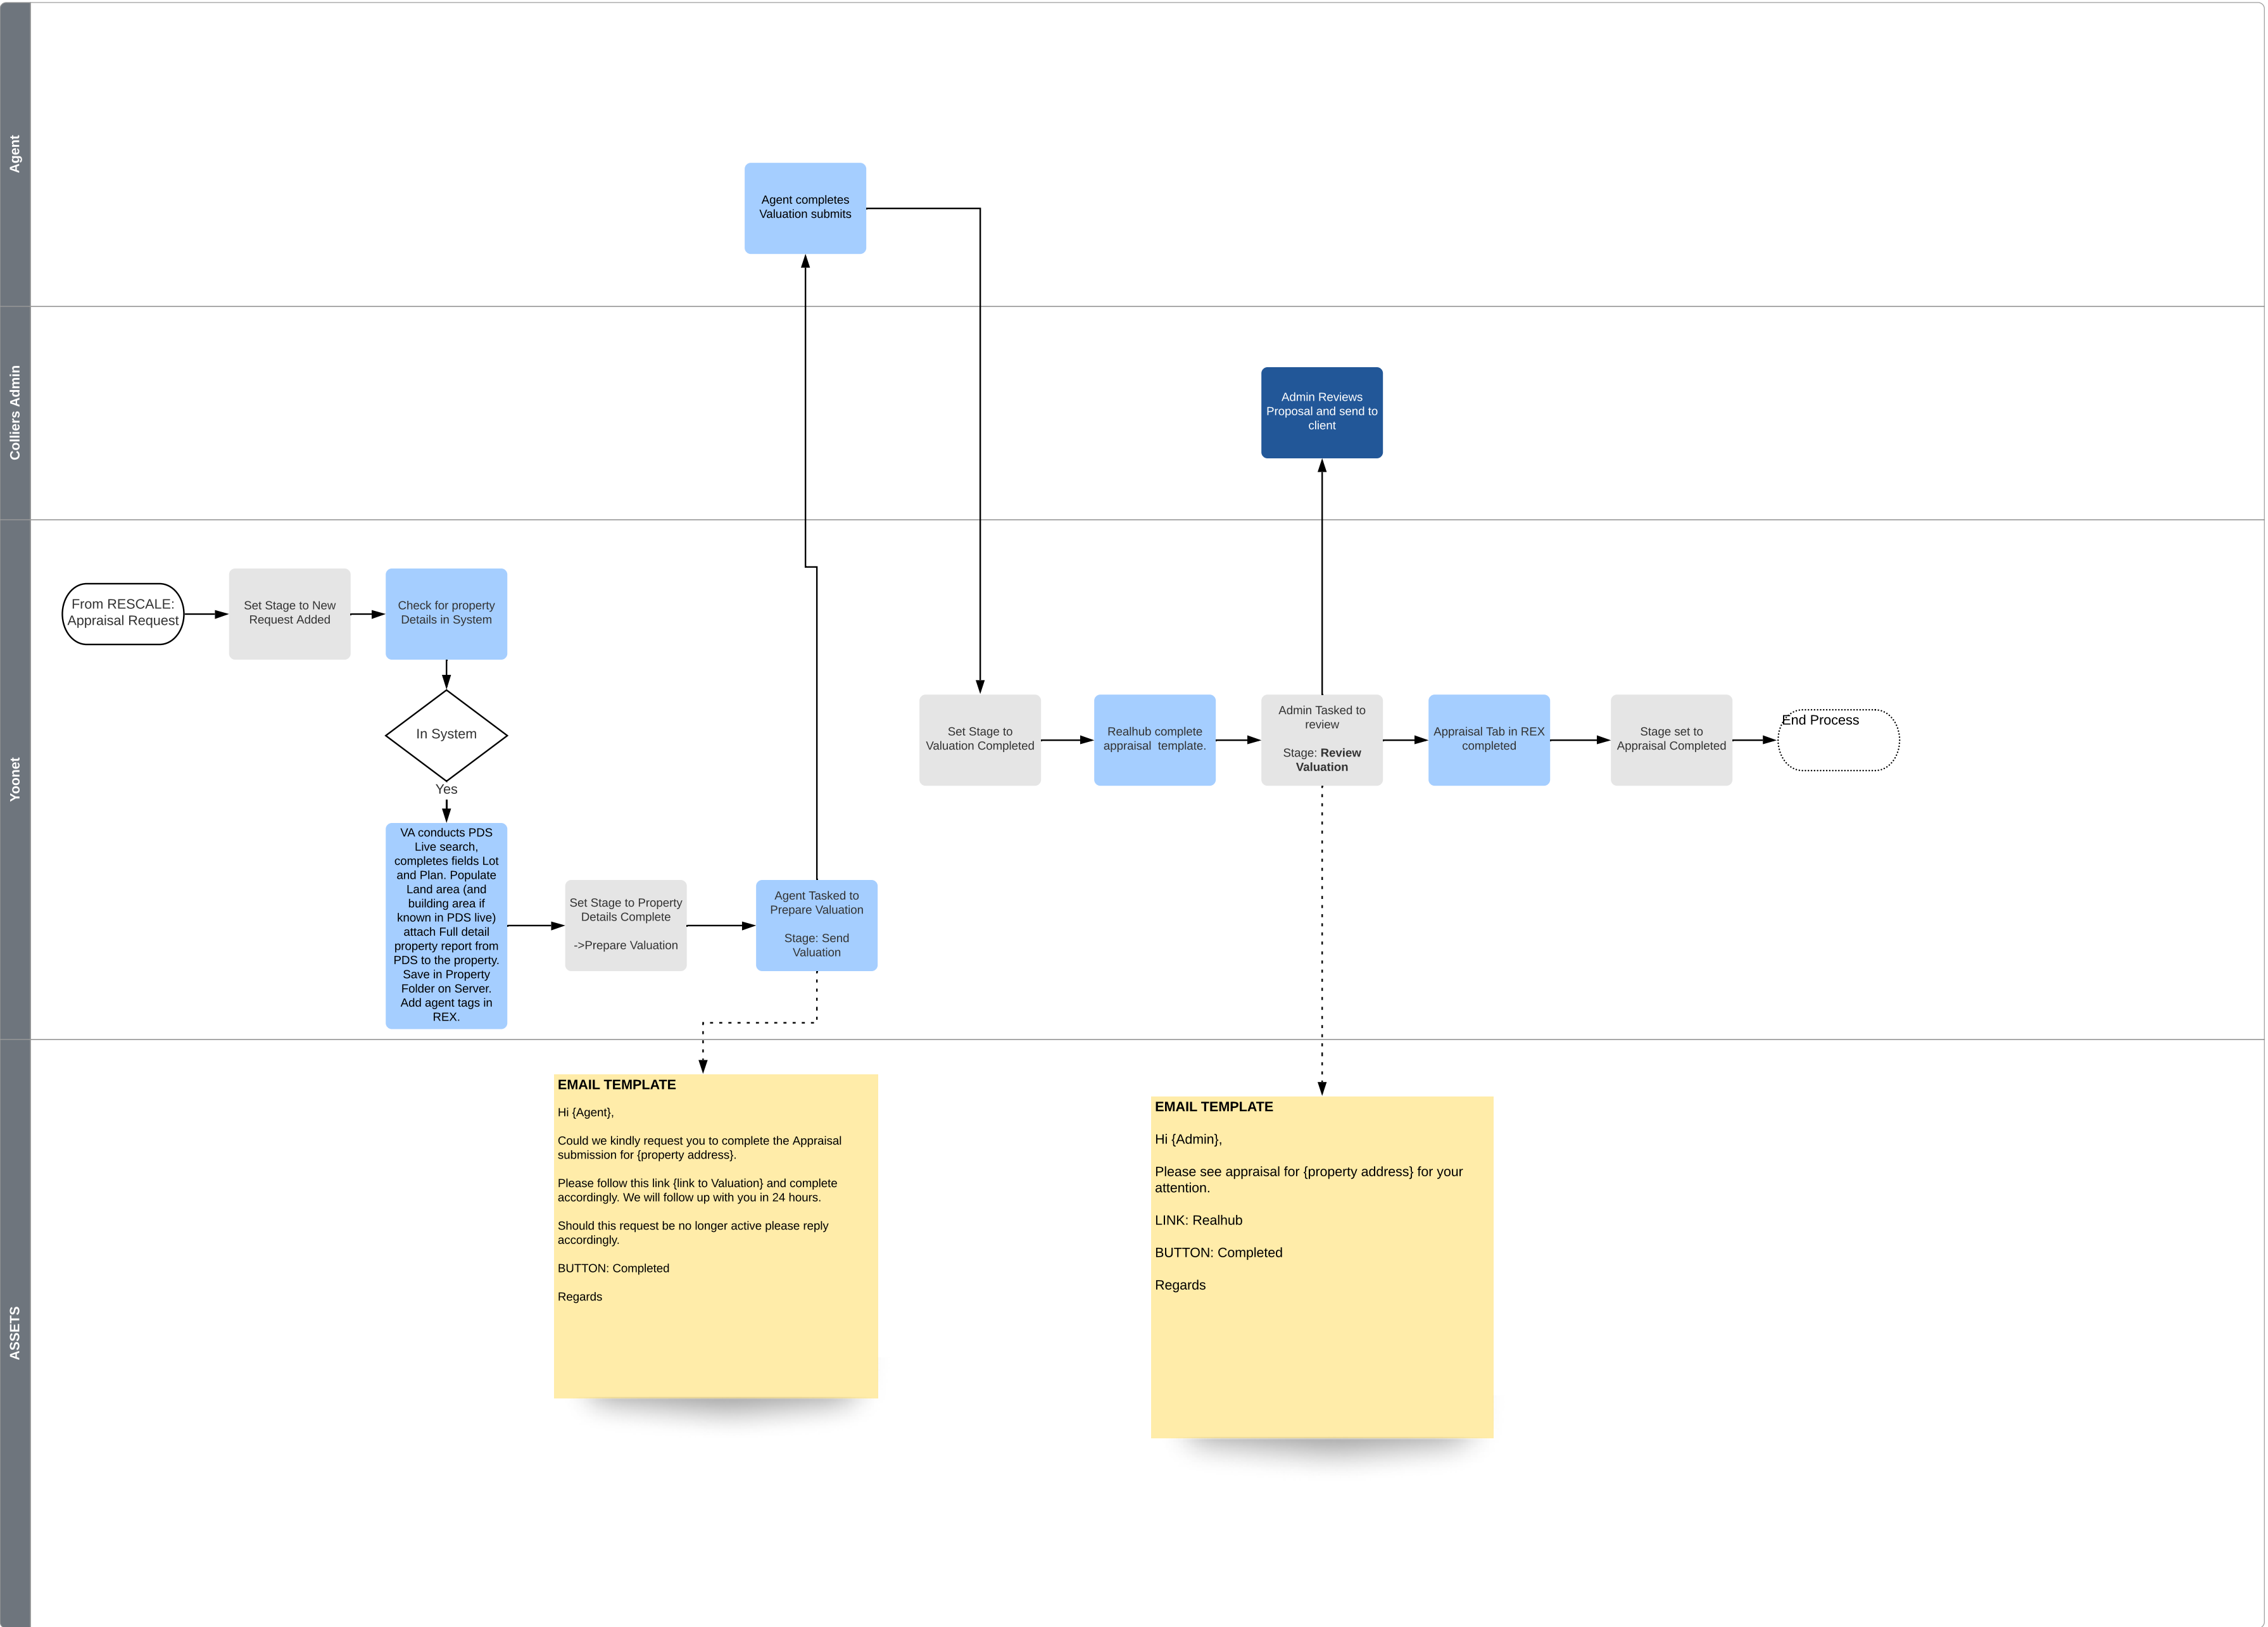 Agent
Agent completes
Valuation submits
Colliers Admin
Admin Reviews
Proposal and send to
client
Yoonet
From RESCALE:
Appraisal Request
Set Stage to New
Request Added
Check for property
Details in System
In System
Yes
VA conducts PDS
Live search,
completes fields Lot
and Plan. Populate
Land area (and
building area if
known in PDS live)
attach Full detail
property report from
PDS to the property.
Save in Property
Folder on Server.
Add agent tags in
REX.
Set Stage to Property
Details Complete
->Prepare Valuation
Agent Tasked to
Prepare Valuation
Stage: Send
Valuation
Set Stage to
Valuation Completed
Realhub complete
appraisal template.
Admin Tasked to
review
Stage: Review
Valuation
Appraisal Tab in REX
completed
Stage set to
Appraisal Completed
End Process
ASSETS
EMAIL TEMPLATE
Hi {Agent},
Could we kindly request you to complete the Appraisal
submission for {property address}.
Please follow this link {link to Valuation} and complete
accordingly. We will follow up with you in 24 hours.
Should this request be no longer active please reply
accordingly.
BUTTON: Completed
Regards
EMAIL TEMPLATE
Hi {Admin},
Please see appraisal for {property address} for your
attention.
LINK: Realhub
BUTTON: Completed
Regards